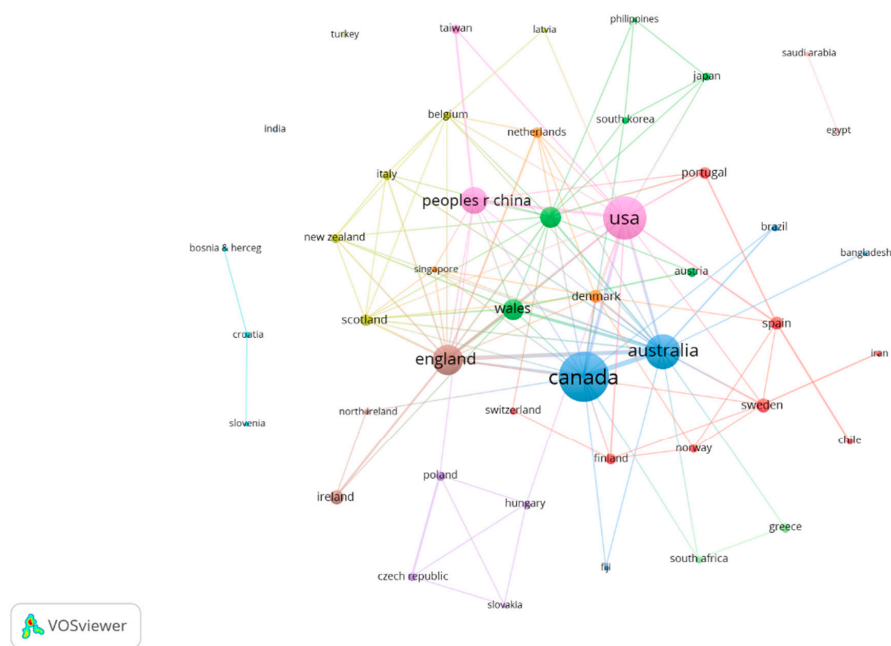 philippines
taiwan
latvia
turkey
saudi arabia
japan
belgium
south korea
india
netherlands
egypt
italy
portugal
peoples r china
usa
brazil
new zealand
bosnia & herceg
bangladesh
singapore
austria
denmark
wales
scotland
spain
croatia
australia
iran
england
canada
sweden
north ireland
switzerland
slovenia
chile
norway
finland
poland
ireland
hungary
greece
south africa
fiji
czech republic
slovakia
VOSviewer